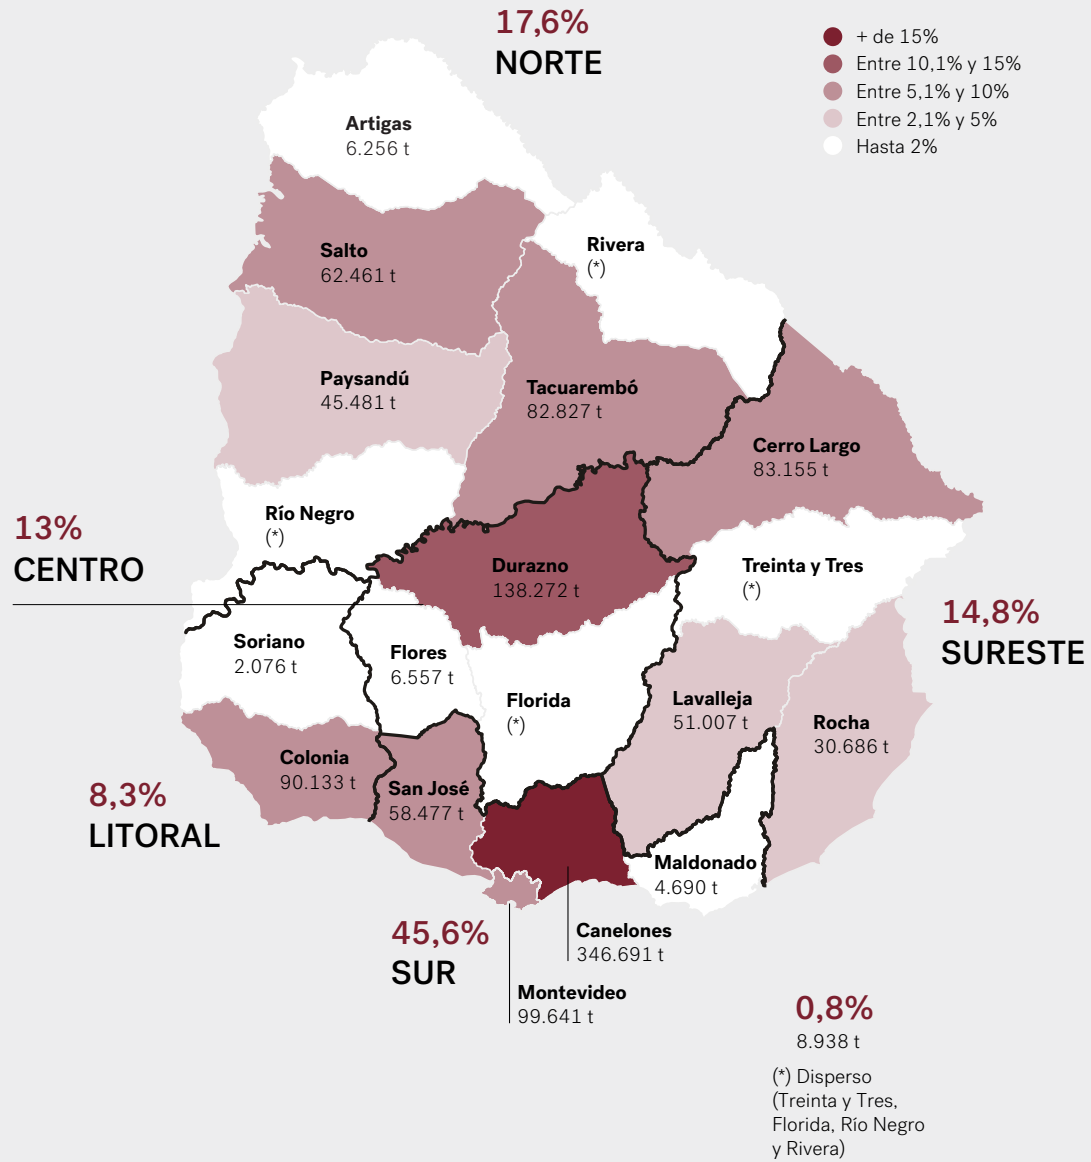 17,6%
NORTE
+ de 15%
Entre 10,1% y 15%
Entre 5,1% y 10%
Entre 2,1% y 5%
Hasta 2%
Artigas
6.256 t
Salto
62.461 t
Rivera
(*)
Paysandú
45.481 t
Tacuarembó
82.827 t
Cerro Largo
83.155 t
Río Negro
(*)
13%
CENTRO
Durazno
138.272 t
Treinta y Tres
(*)
14,8%
SURESTE
Soriano
2.076 t
Flores
6.557 t
Florida
(*)
Lavalleja
51.007 t
Rocha
30.686 t
Colonia
90.133 t
San José
58.477 t
8,3%
LITORAL
Maldonado
4.690 t
45,6%
SUR
Canelones
346.691 t
Montevideo
99.641 t
0,8%
8.938 t
(*) Disperso
(Treinta y Tres,
Florida, Río Negro
y Rivera)